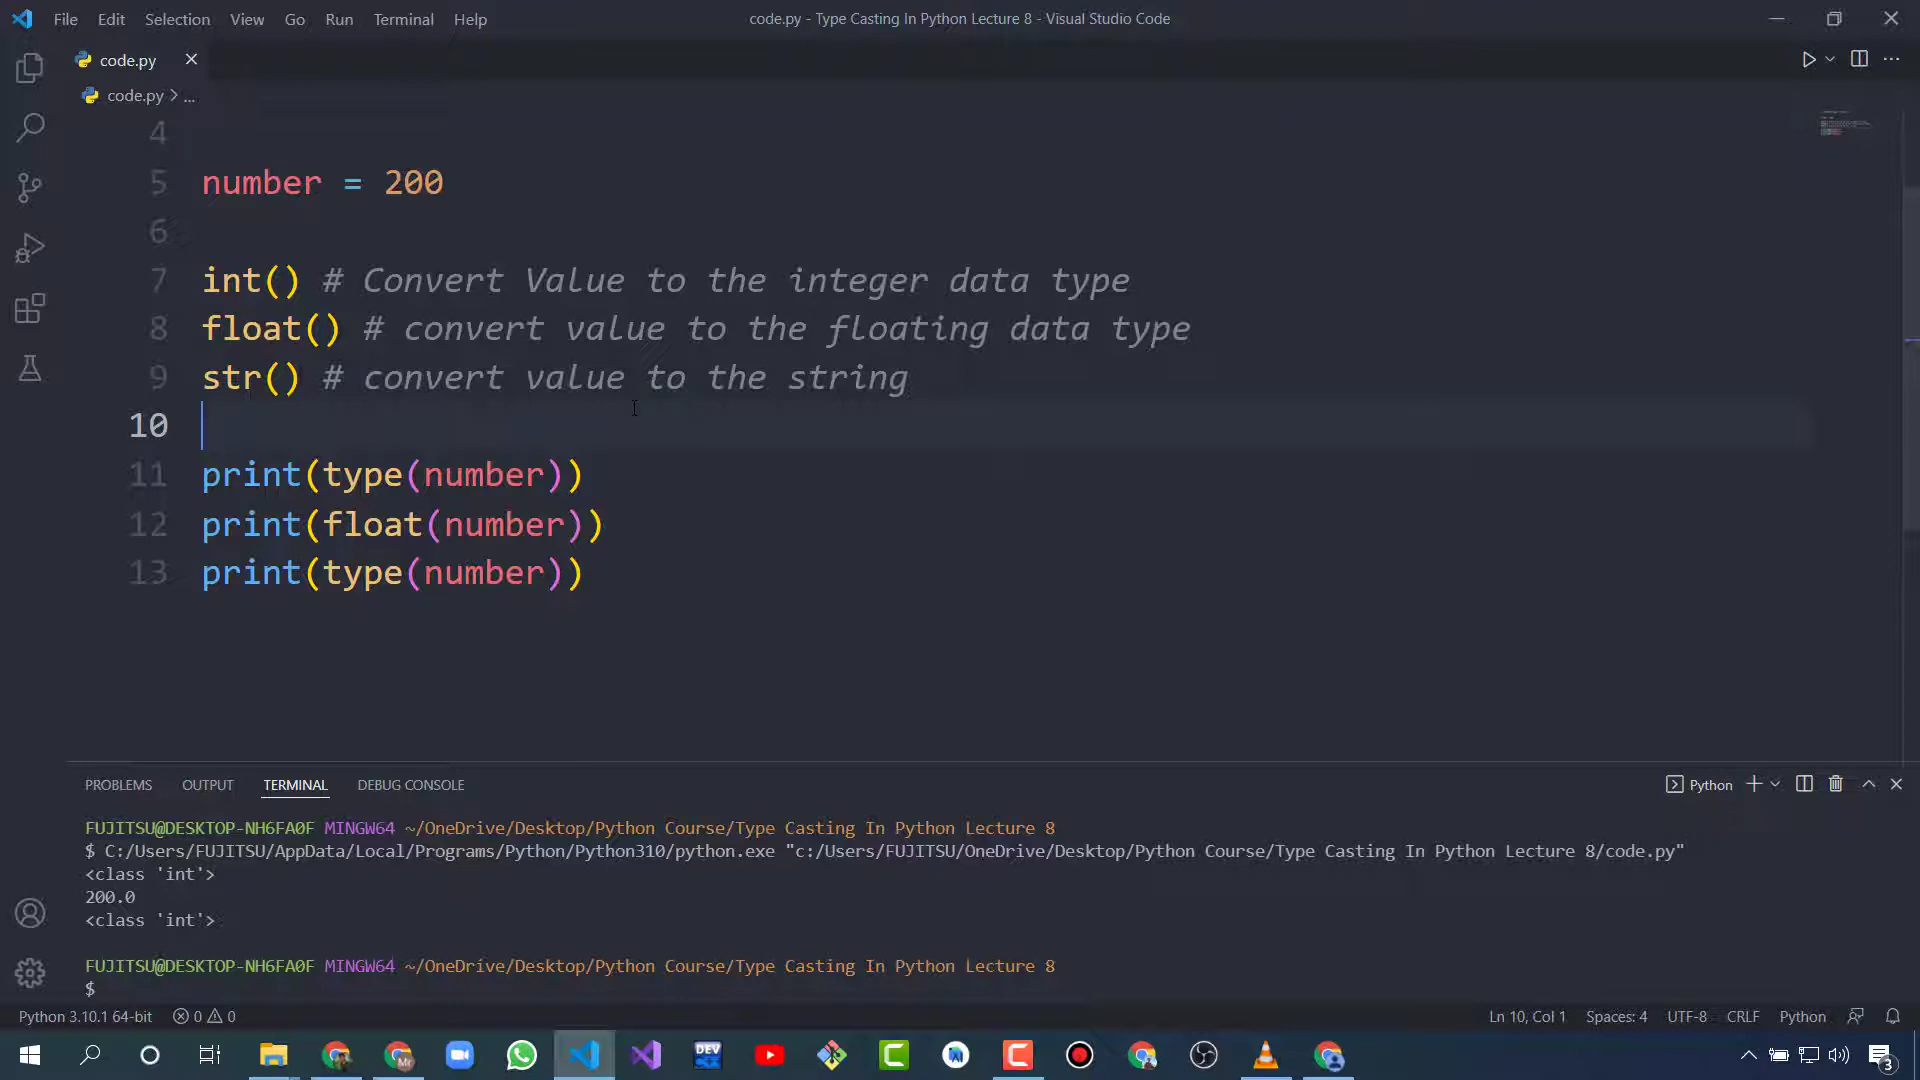 File Edit Selection View Go Run Terminal Help
code.py - Type Casting In Python Lecture 8 - Visual Studio Code
code.py
code.py > ...
4
5 number = 200
6
7 int() # Convert Value to the integer data type
8 float() # convert value to the floating data type
9 str() # convert value to the string
10
11 print(type(number))
12 print(float(number))
13 print(type(number))
PROBLEMS OUTPUT TERMINAL DEBUG CONSOLE
Python
FUJITSU@DESKTOP-NH6FA0F MINGW64 ~/OneDrive/Desktop/Python Course/Type Casting In Python Lecture 8
$ C:/Users/FUJITSU/AppData/Local/Programs/Python/Python310/python.exe "c:/Users/FUJITSU/OneDrive/Desktop/Python Course/Type Casting In Python Lecture 8/code.py"
<class 'int'>
200.0
<class 'int'>
FUJITSU@DESKTOP-NH6FA0F MINGW64 ~/OneDrive/Desktop/Python Course/Type Casting In Python Lecture 8
$
Python 3.10.1 64-bit 0 0
Ln 10, Col 1 Spaces: 4 UTF-8 CRLF Python
DEV
3